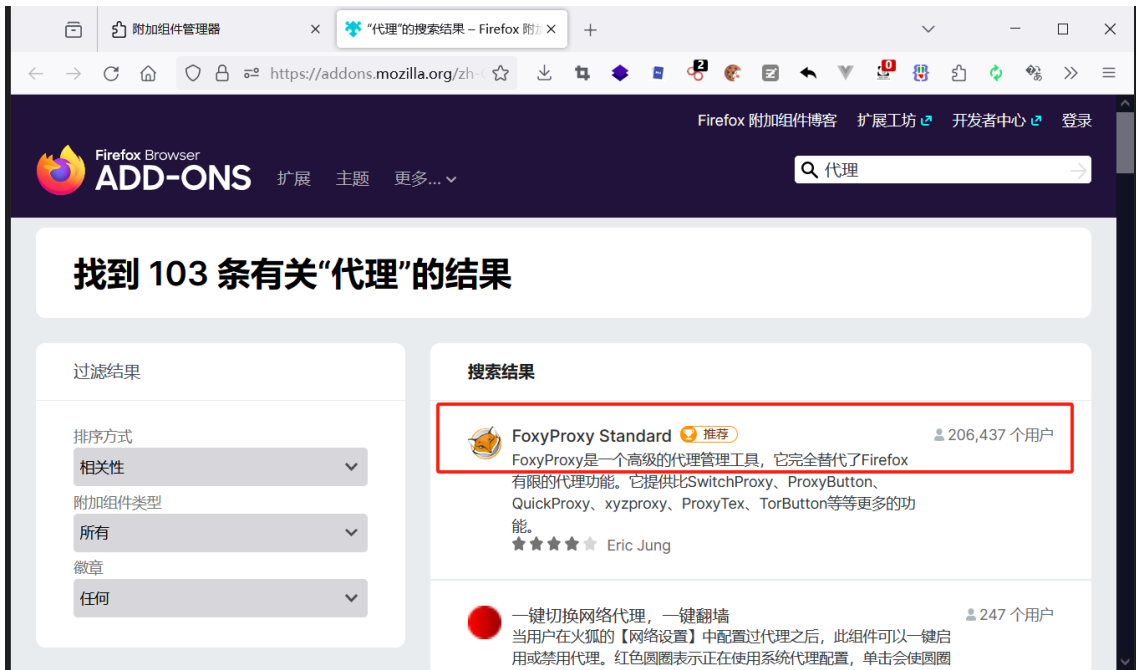 附加组件管理器
“代理”的搜索结果 – Firefox 附加
https://addons.mozilla.org/zh-
2
0
Firefox 附加组件博客 扩展工坊 开发者中心 登录
Firefox Browser
ADD-ONS 扩展 主题 更多...
代理
找到 103 条有关“代理”的结果
过滤结果
排序方式
相关性
附加组件类型
所有
徽章
任何
搜索结果
FoxyProxy Standard 推荐 206,437 个用户
FoxyProxy是一个高级的代理管理工具，它完全替代了Firefox
有限的代理功能。它提供比SwitchProxy、ProxyButton、
QuickProxy、xyzproxy、ProxyTex、TorButton等等更多的功
能。
Eric Jung
一键切换网络代理，一键翻墙 247 个用户
当用户在火狐的【网络设置】中配置过代理之后，此组件可以一键启
用或禁用代理。红色圆圈表示正在使用系统代理配置，单击会使圆圈